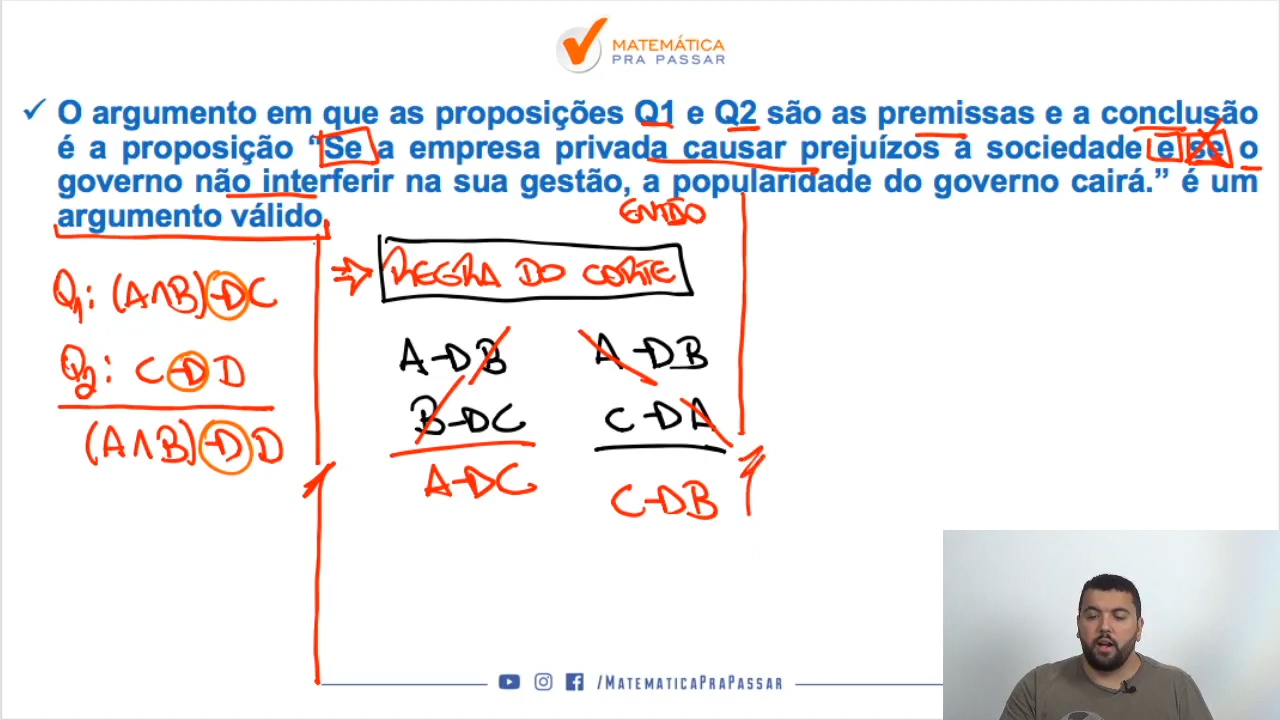 MATEMÁTICA
PRA PASSAR
✓ O argumento em que as proposições Q1 e Q2 são as premissas e a conclusão
é a proposição “Se a empresa privada causar prejuízos à sociedade e se o
governo não interferir na sua gestão, a popularidade do governo cairá.” é um
argumento válido.
ENTÃO
⇒ REGRA DO CORTE
Q1: (A∧B)→C
Q2: C→D
(A∧B)→D
A→B
B→C
A→C
A→B
C→A
C→B
/MATEMATICAPRAPASSAR